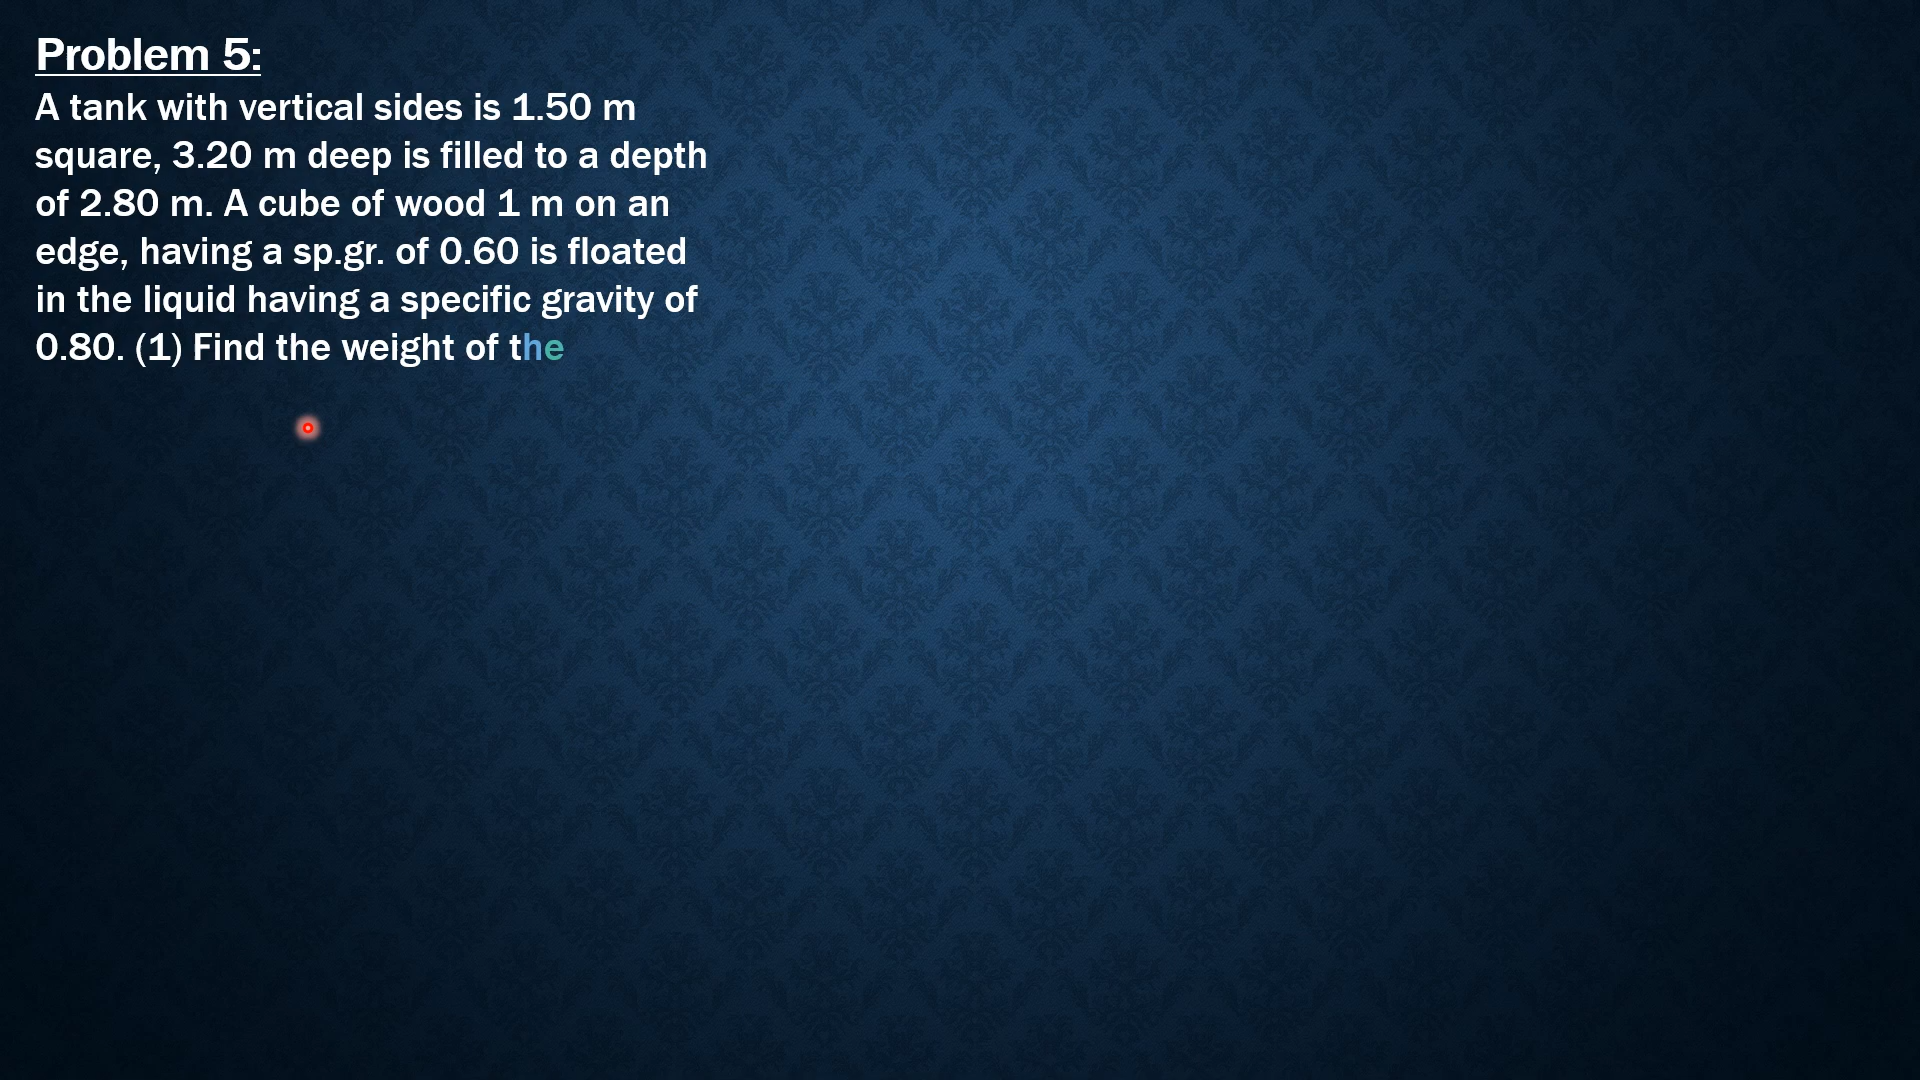 Problem 5:
A tank with vertical sides is 1.50 m
square, 3.20 m deep is filled to a depth
of 2.80 m. A cube of wood 1 m on an
edge, having a sp.gr. of 0.60 is floated
in the liquid having a specific gravity of
0.80. (1) Find the weight of the